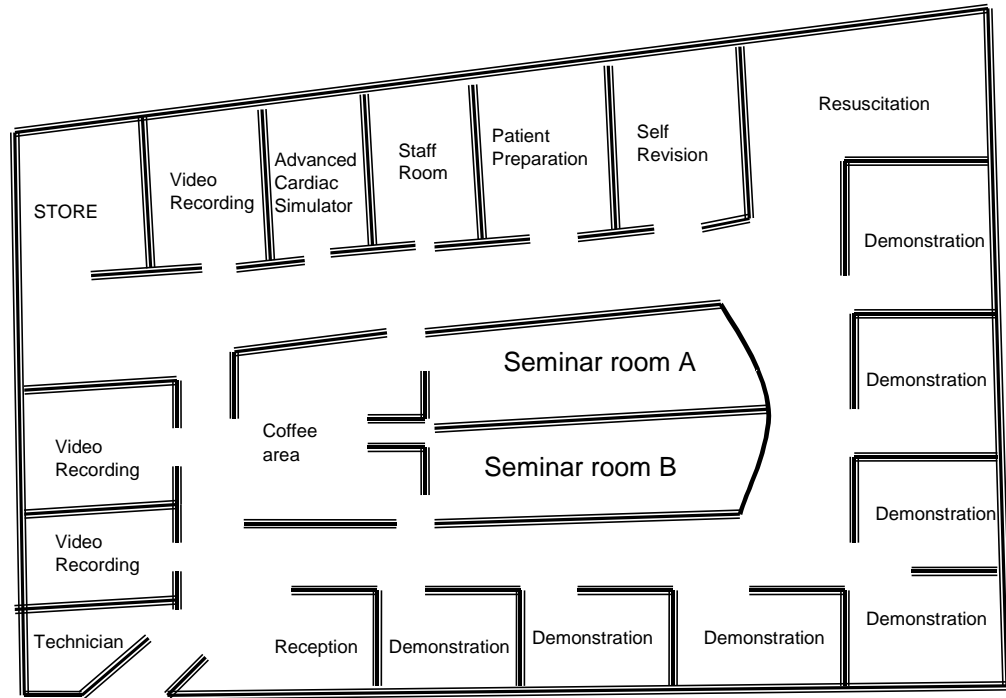 Resuscitation
Patient
Preparation
Self
Revision
Staff
Room
Advanced
Cardiac
Simulator
Video
Recording
STORE
Demonstration
Seminar room A
Demonstration
Coffee
area
Video
Recording
Seminar room B
Demonstration
Video
Recording
Demonstration
Technician
Reception
Demonstration
Demonstration
Demonstration